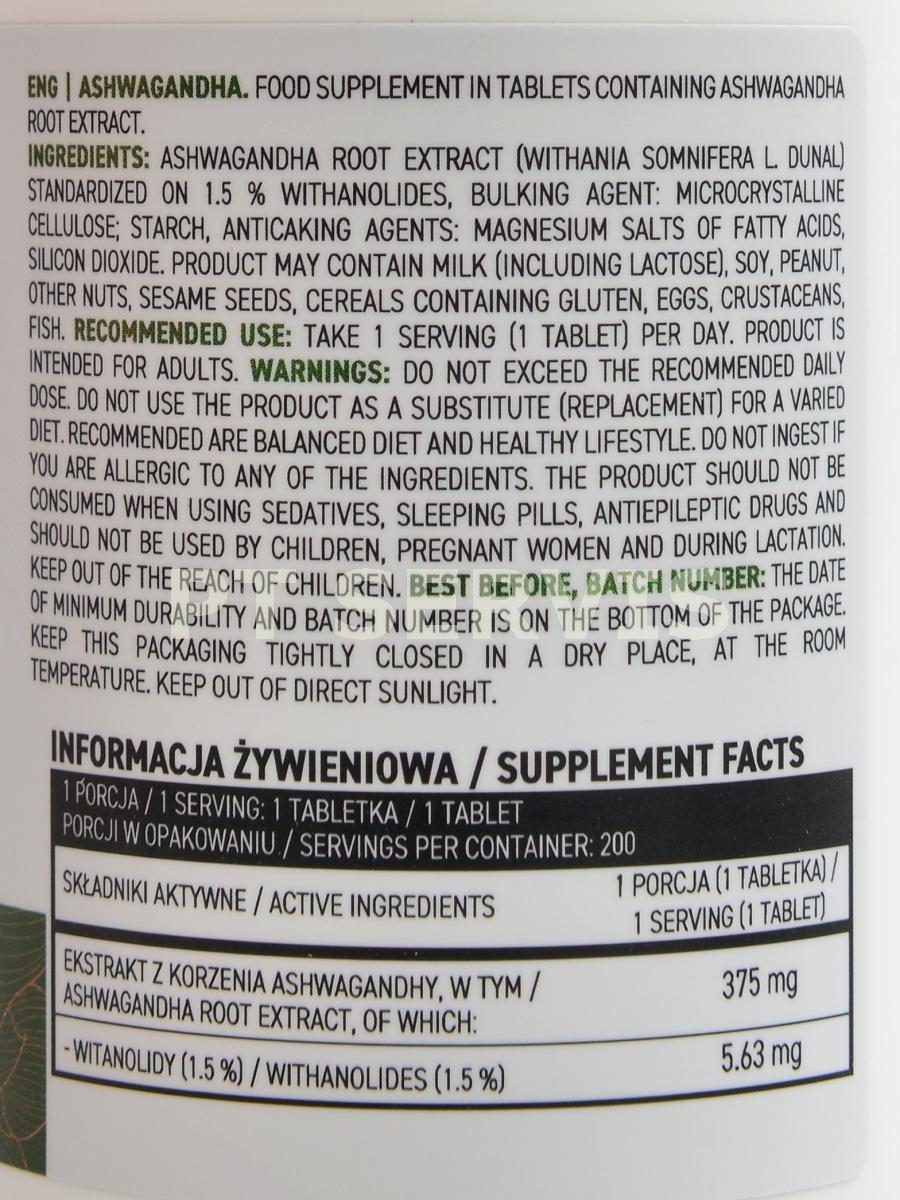 ENG | ASHWAGANDHA. FOOD SUPPLEMENT IN TABLETS CONTAINING ASHWAGANDHA
ROOT EXTRACT.
INGREDIENTS: ASHWAGANDHA ROOT EXTRACT (WITHANIA SOMNIFERA L. DUNAL)
STANDARDIZED ON 1.5 % WITHANOLIDES, BULKING AGENT: MICROCRYSTALLINE
CELLULOSE; STARCH, ANTICAKING AGENTS: MAGNESIUM SALTS OF FATTY ACIDS,
SILICON DIOXIDE. PRODUCT MAY CONTAIN MILK (INCLUDING LACTOSE), SOY, PEANUT,
OTHER NUTS, SESAME SEEDS, CEREALS CONTAINING GLUTEN, EGGS, CRUSTACEANS,
FISH. RECOMMENDED USE: TAKE 1 SERVING (1 TABLET) PER DAY. PRODUCT IS
INTENDED FOR ADULTS. WARNINGS: DO NOT EXCEED THE RECOMMENDED DAILY
DOSE. DO NOT USE THE PRODUCT AS A SUBSTITUTE (REPLACEMENT) FOR A VARIED
DIET. RECOMMENDED ARE BALANCED DIET AND HEALTHY LIFESTYLE. DO NOT INGEST IF
YOU ARE ALLERGIC TO ANY OF THE INGREDIENTS. THE PRODUCT SHOULD NOT BE
CONSUMED WHEN USING SEDATIVES, SLEEPING PILLS, ANTIEPILEPTIC DRUGS AND
SHOULD NOT BE USED BY CHILDREN, PREGNANT WOMEN AND DURING LACTATION.
KEEP OUT OF THE REACH OF CHILDREN. BEST BEFORE, BATCH NUMBER: THE DATE
OF MINIMUM DURABILITY AND BATCH NUMBER IS ON THE BOTTOM OF THE PACKAGE.
KEEP THIS PACKAGING TIGHTLY CLOSED IN A DRY PLACE, AT THE ROOM
TEMPERATURE. KEEP OUT OF DIRECT SUNLIGHT.
PT SERVIS
INFORMACJA ŻYWIENIOWA / SUPPLEMENT FACTS
1 PORCJA / 1 SERVING: 1 TABLETKA / 1 TABLET
PORCJI W OPAKOWANIU / SERVINGS PER CONTAINER: 200
SKŁADNIKI AKTYWNE / ACTIVE INGREDIENTS
1 PORCJA (1 TABLETKA) /
1 SERVING (1 TABLET)
EKSTRAKT Z KORZENIA ASHWAGANDHY, W TYM /
ASHWAGANDHA ROOT EXTRACT, OF WHICH:
375 mg
- WITANOLIDY (1.5 %) / WITHANOLIDES (1.5 %)
5.63 mg